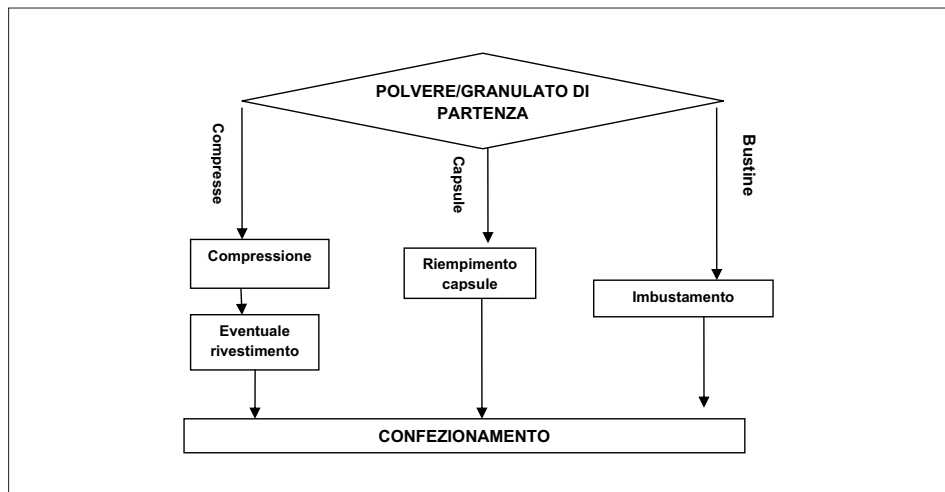 POLVERE/GRANULATO DI
PARTENZA
Compresse
Capsule
Bustine
Compressione
Riempimento
capsule
Imbustamento
Eventuale
rivestimento
CONFEZIONAMENTO